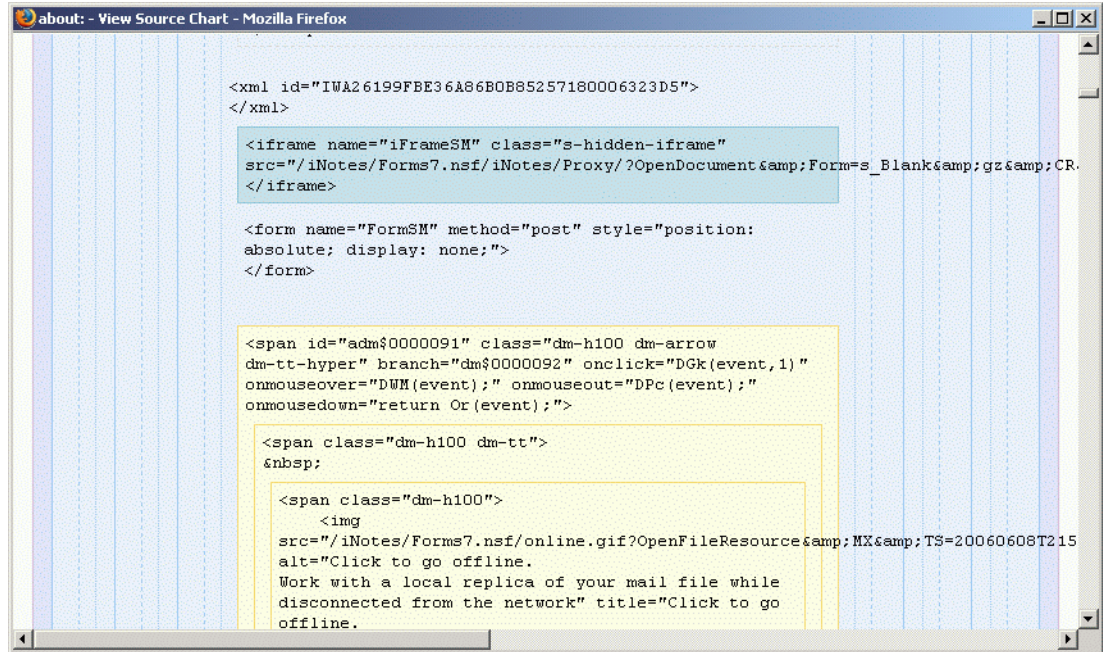 about: - View Source Chart - Mozilla Firefox
<xml id="IWA26199FBE36A86B0B85257180006323D5">
</xml>
<iframe name="iFrameSM" class="s-hidden-iframe"
src="/iNotes/Forms7.nsf/iNotes/Proxy/?OpenDocument&amp;Form=s_Blank&amp;gz&amp;CR
</iframe>
<form name="FormSM" method="post" style="position:
absolute; display: none;">
</form>
<span id="adm$0000091" class="dm-h100 dm-arrow
dm-tt-hyper" branch="dm$0000092" onclick="DGk(event,1)"
onmouseover="DWM(event);" onmouseout="DPc(event);"
onmousedown="return Or(event);">
<span class="dm-h100 dm-tt">
&nbsp;
<span class="dm-h100">
<img
src="/iNotes/Forms7.nsf/online.gif?OpenFileResource&amp;MX&amp;TS=20060608T215
alt="Click to go offline.
Work with a local replica of your mail file while
disconnected from the network" title="Click to go
offline.